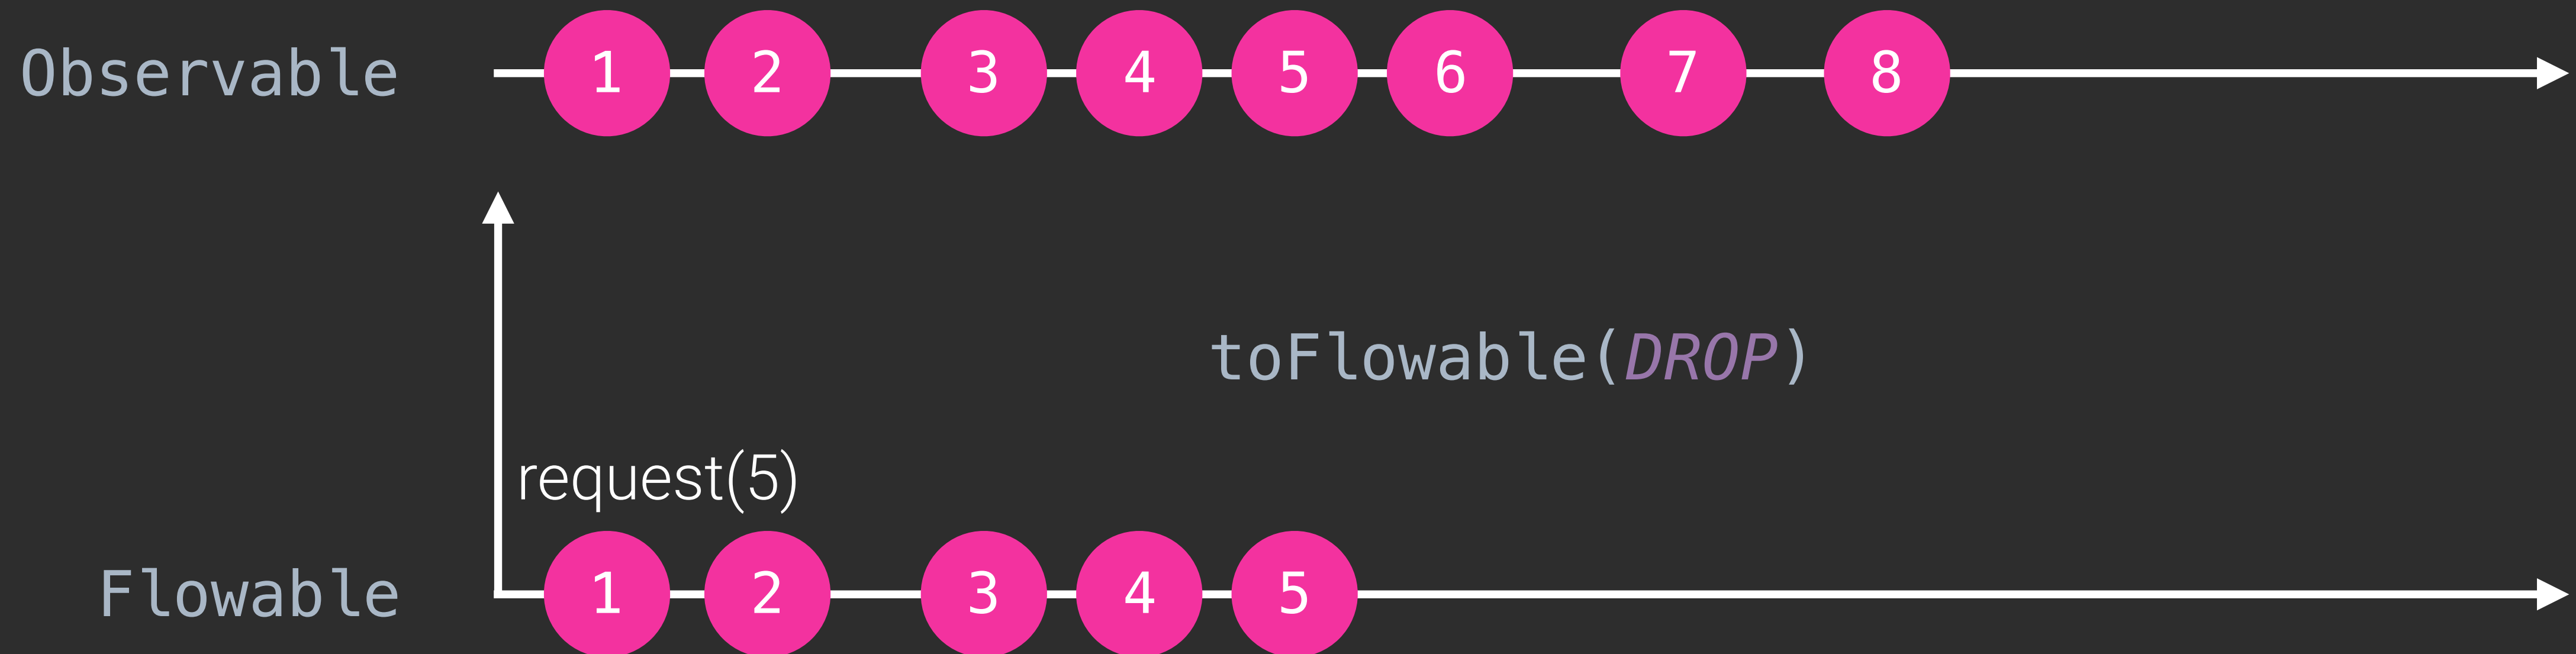 Observable 1 2 3 4 5 6 7 8
toFlowable(DROP)
request(5)
Flowable 1 2 3 4 5